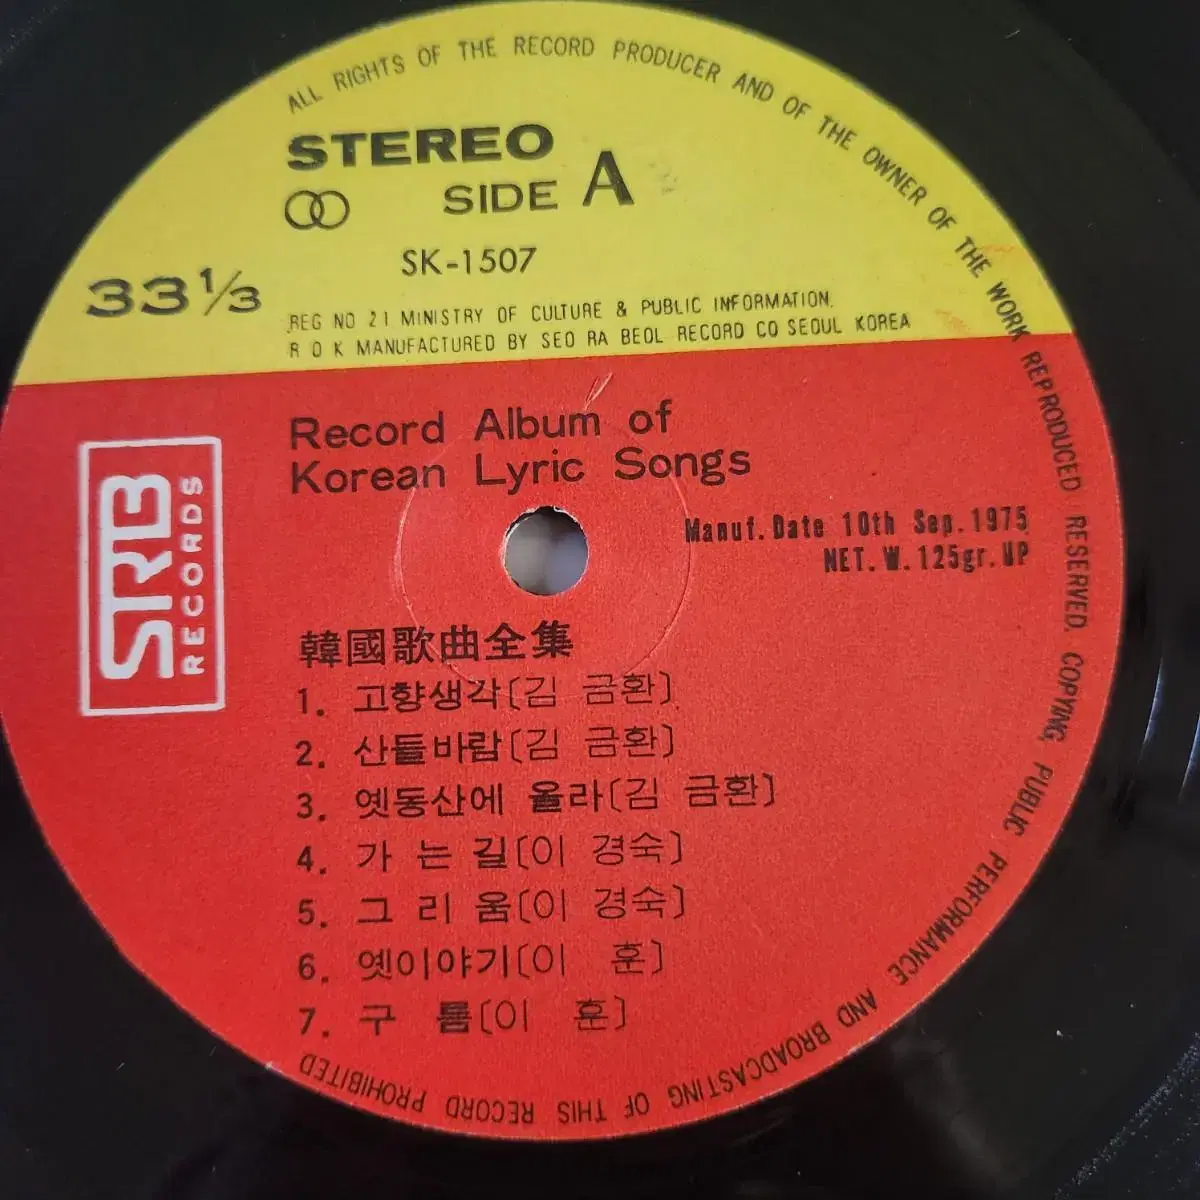 ALL RIGHTS OF THE RECORD PRODUCER AND OF THE OWNER OF THE WORK REPRODUCED RESERVED. COPYING, PUBLIC PERFORMANCE AND BROADCASTING OF THIS RECORD PROHIBITED
STEREO
SIDE A
SK-1507
33 1/3
REG NO 21 MINISTRY OF CULTURE & PUBLIC INFORMATION.
R O K MANUFACTURED BY SEO RA BEOL RECORD CO SEOUL KOREA
Record Album of
Korean Lyric Songs
Manuf. Date 10th Sep. 1975
NET. W. 125gr. UP
STRB
RECORDS
韓國歌曲全集
1. 고향생각(김 금환)
2. 산들바람(김 금환)
3. 옛동산에 올라(김 금환)
4. 가 는 길(이 경숙)
5. 그 리 움(이 경숙)
6. 옛이야기(이 훈)
7. 구 름(이 훈)